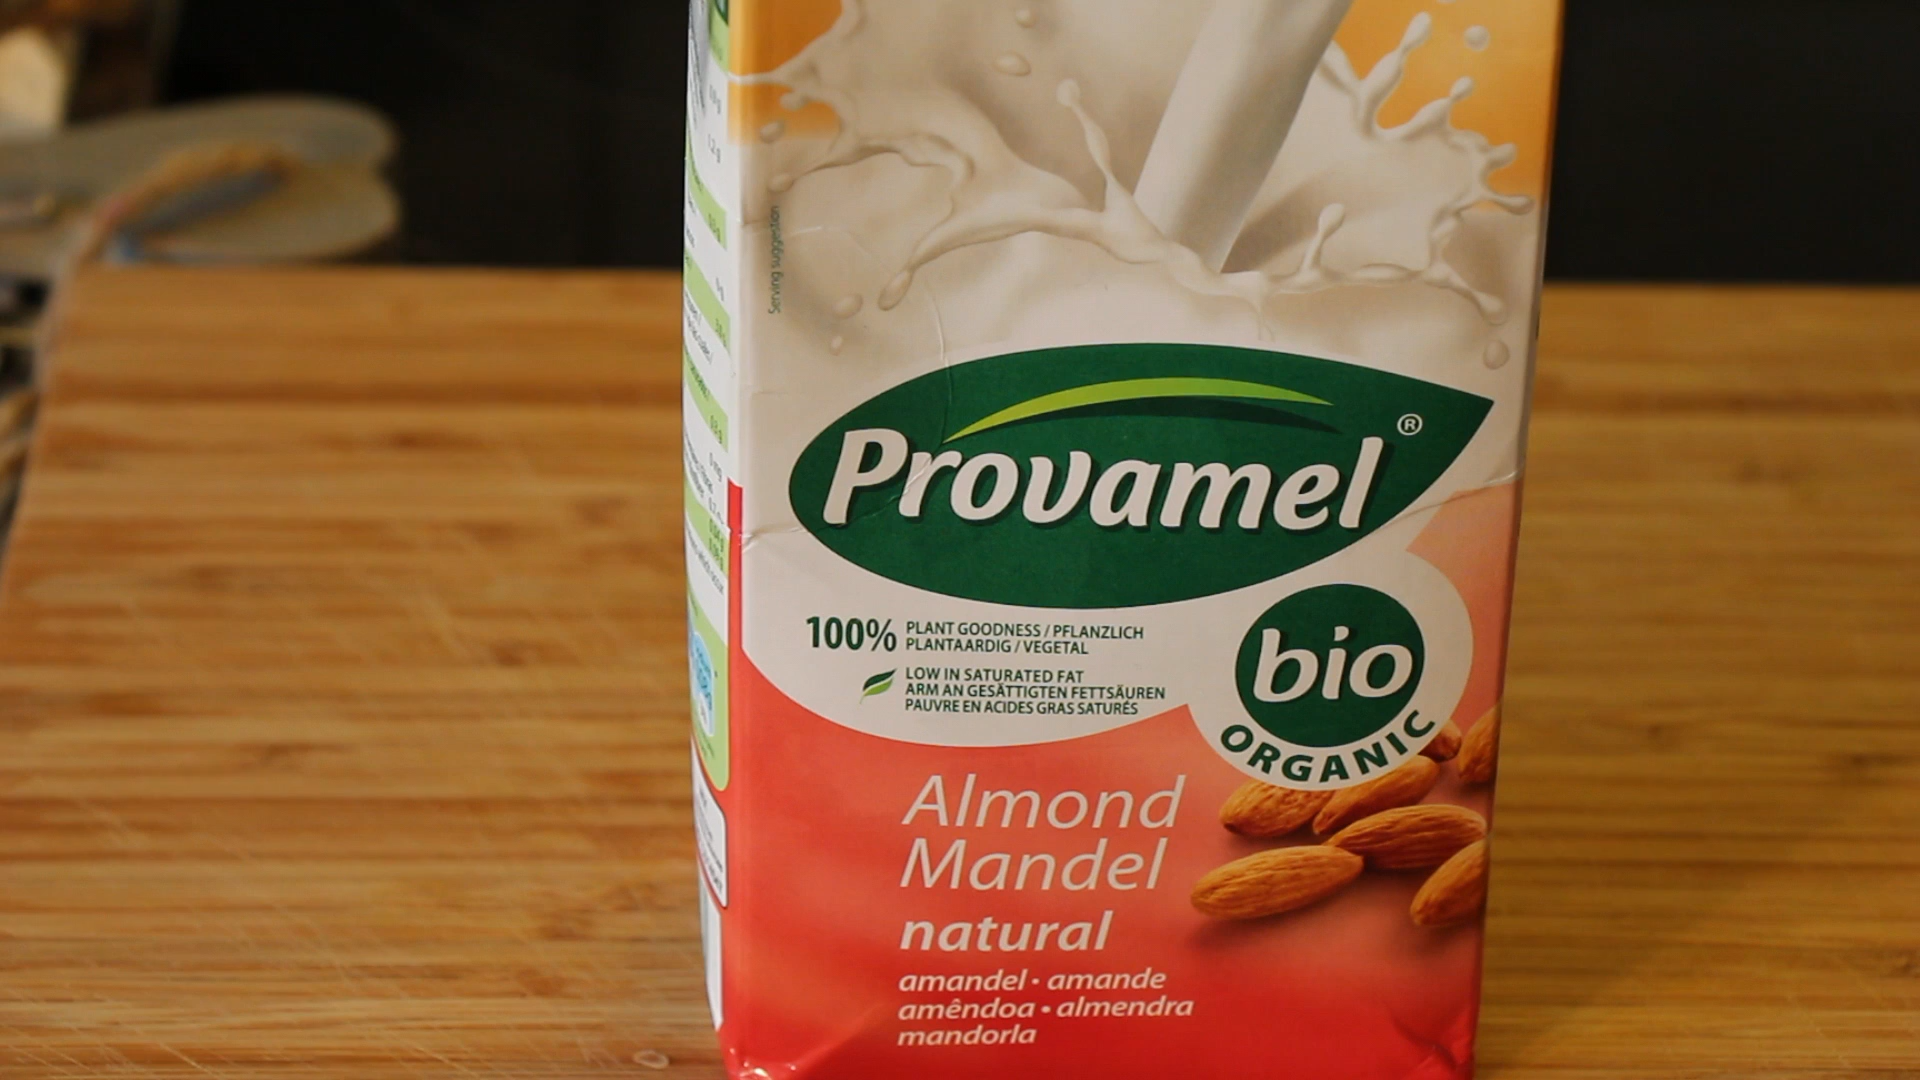 Serving suggestion
Provamel®
100% PLANT GOODNESS / PFLANZLICH
PLANTAARDIG / VEGETAL
LOW IN SATURATED FAT
ARM AN GESÄTTIGTEN FETTSÄUREN
PAUVRE EN ACIDES GRAS SATURÉS
bio
ORGANIC
Almond
Mandel
natural
amandel • amande
amêndoa • almendra
mandorla